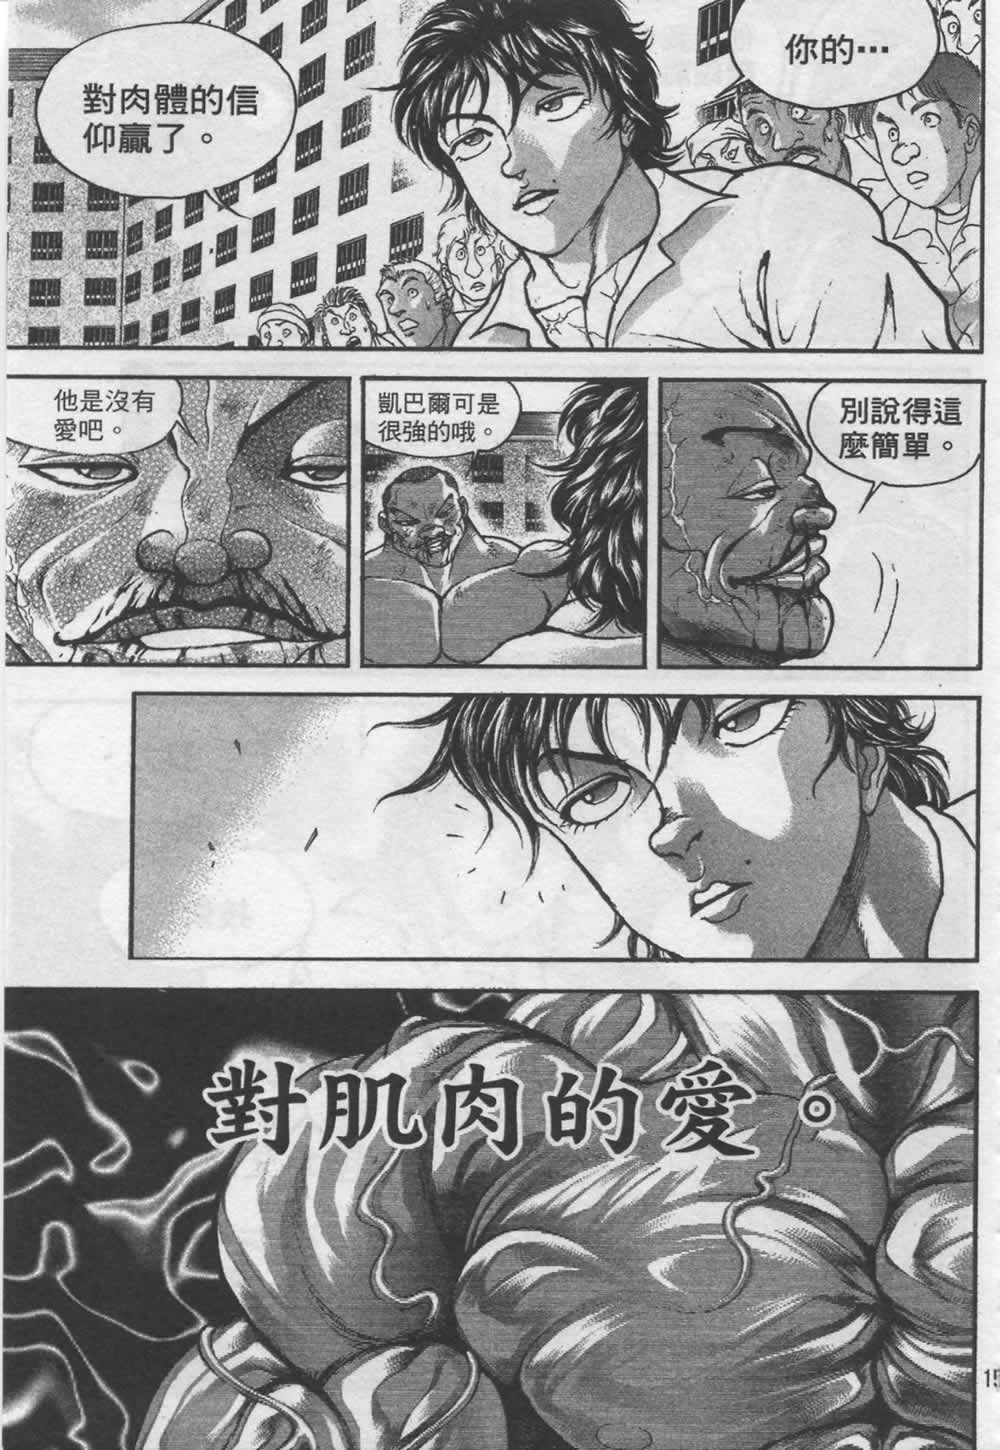 你的…
對肉體的信
仰贏了。
別說得這
麼簡單。
凱巴爾可是
很強的哦。
他是沒有
愛吧。
對肌肉的愛。
15